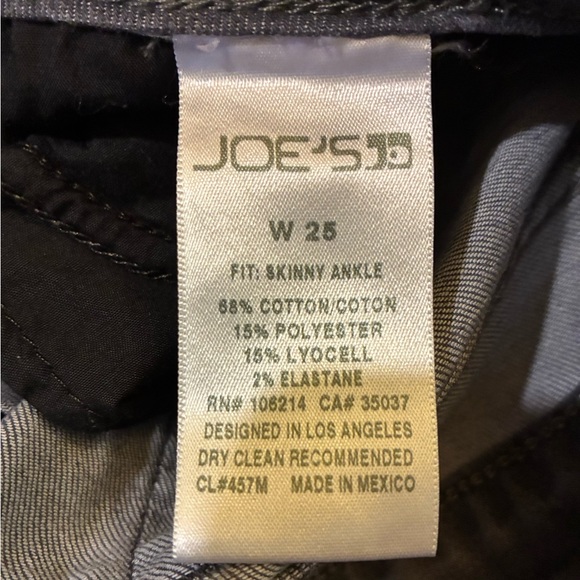 JOE'S
W 25
FIT: SKINNY ANKLE
68% COTTON/COTON
15% POLYESTER
15% LYOCELL
2% ELASTANE
RN# 106214 CA# 35037
DESIGNED IN LOS ANGELES
DRY CLEAN RECOMMENDED
CL#457M MADE IN MEXICO